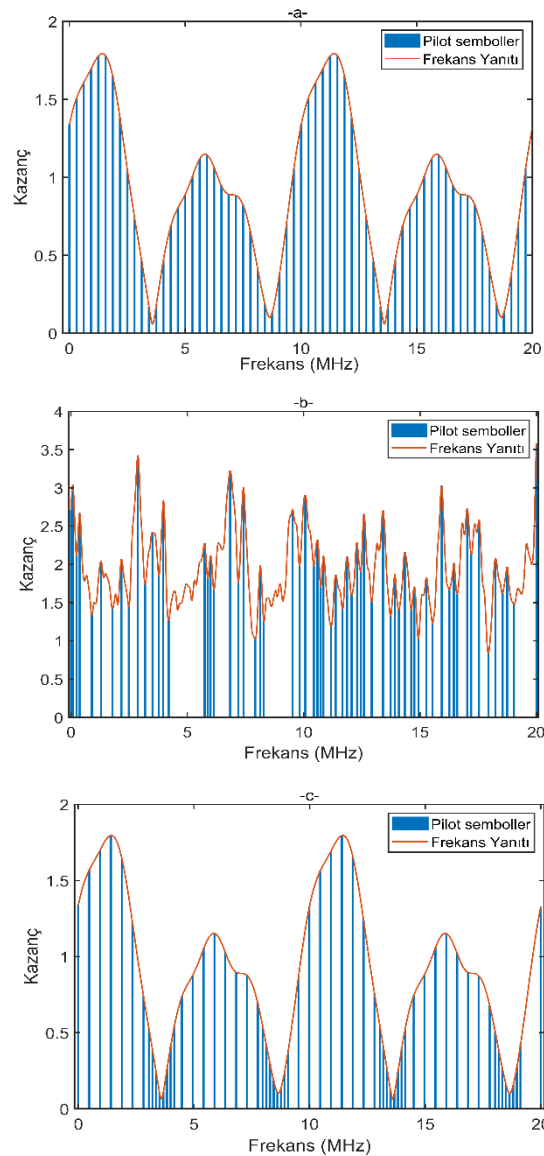 -a-
2
1.5
1
0.5
0
Kazanç
Pilot semboller
Frekans Yanıtı
0 5 10 15 20
Frekans (MHz)
-b-
4
3.5
3
2.5
2
1.5
1
0.5
0
Kazanç
Pilot semboller
Frekans Yanıtı
0 5 10 15 20
Frekans (MHz)
-c-
2
1.5
1
0.5
0
Kazanç
Pilot semboller
Frekans Yanıtı
0 5 10 15 20
Frekans (MHz)